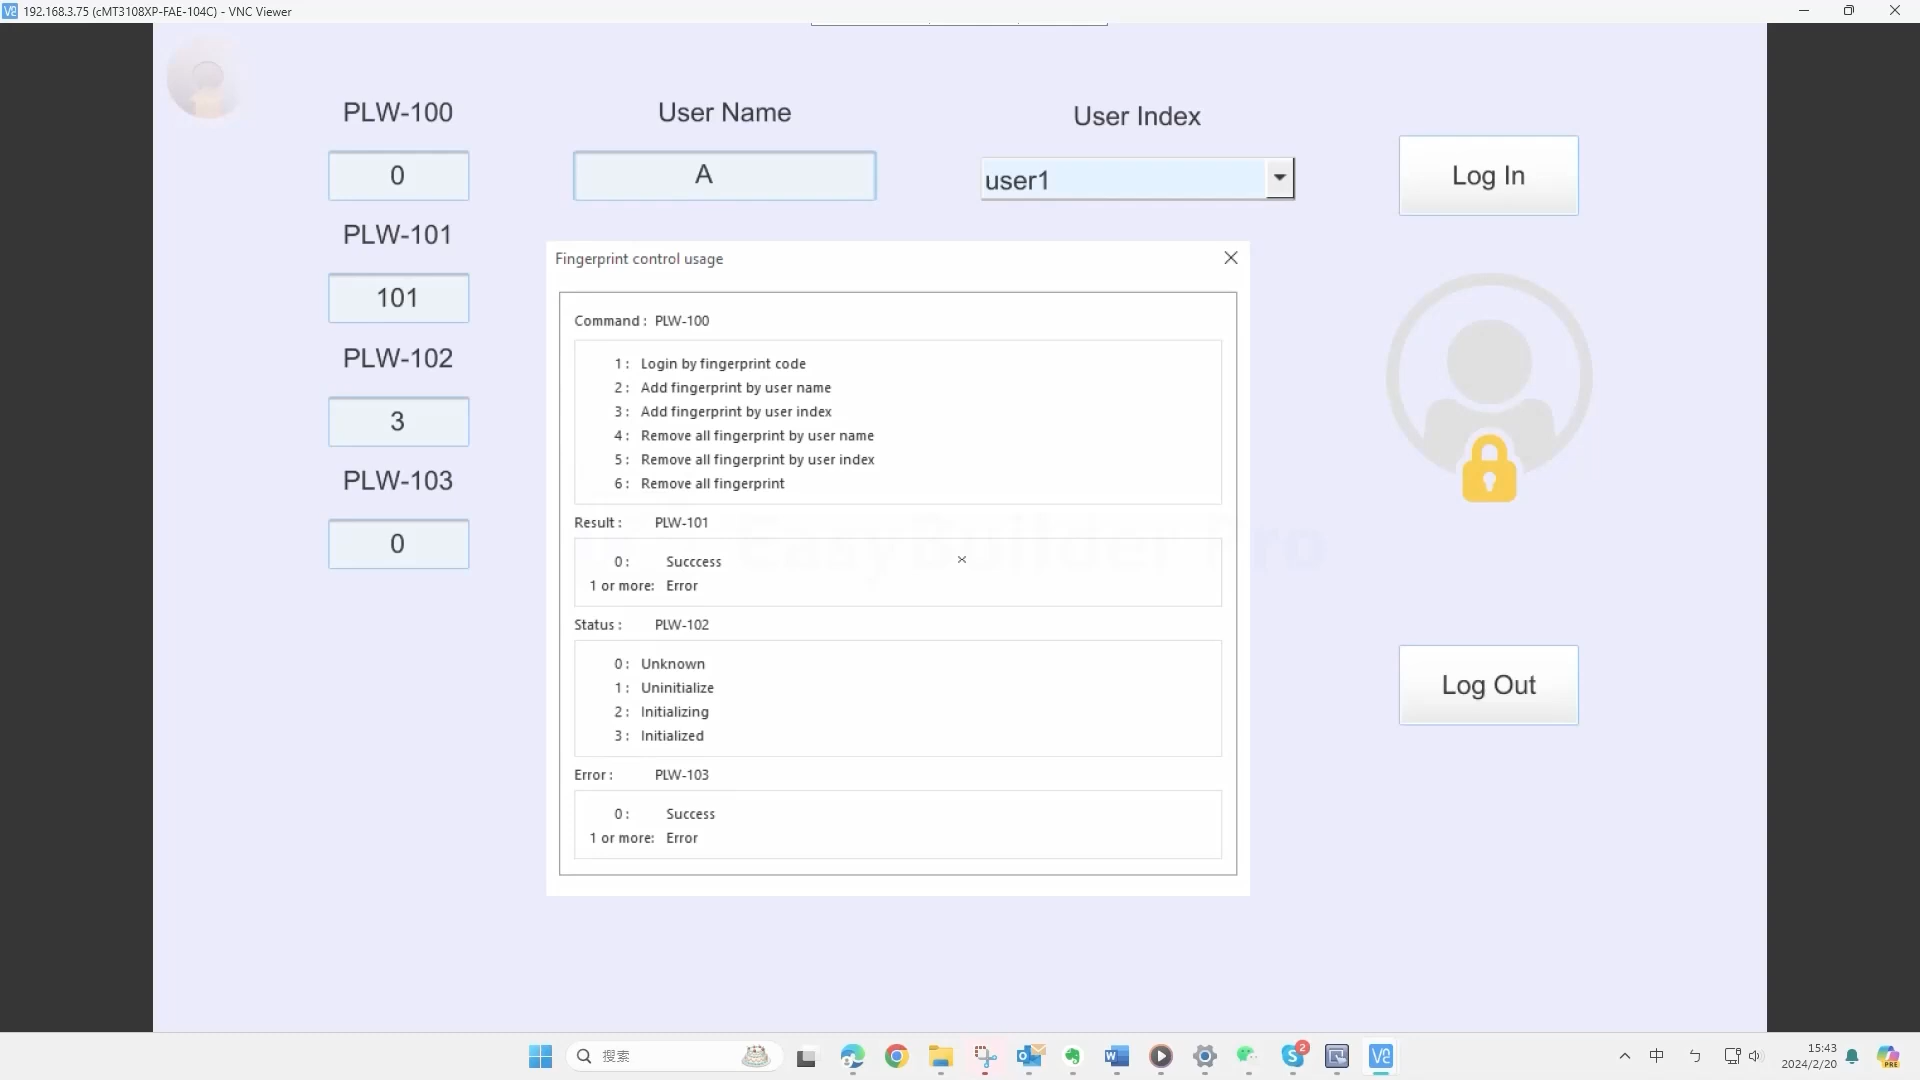 192.168.3.75 (cMT3108XP-FAE-104C) - VNC Viewer
PLW-100
User Name
User Index
0
A
user1
Log In
PLW-101
101
PLW-102
3
PLW-103
0
Fingerprint control usage
Command : PLW-100
1 : Login by fingerprint code
2 : Add fingerprint by user name
3 : Add fingerprint by user index
4 : Remove all fingerprint by user name
5 : Remove all fingerprint by user index
6 : Remove all fingerprint
Result : PLW-101
0 : Succcess
1 or more: Error
Status : PLW-102
0 : Unknown
1 : Uninitialize
2 : Initializing
3 : Initialized
Error : PLW-103
0 : Success
1 or more: Error
EasyBuilder Pro
Log Out
搜索
2
中
15:43
2024/2/20
PRE